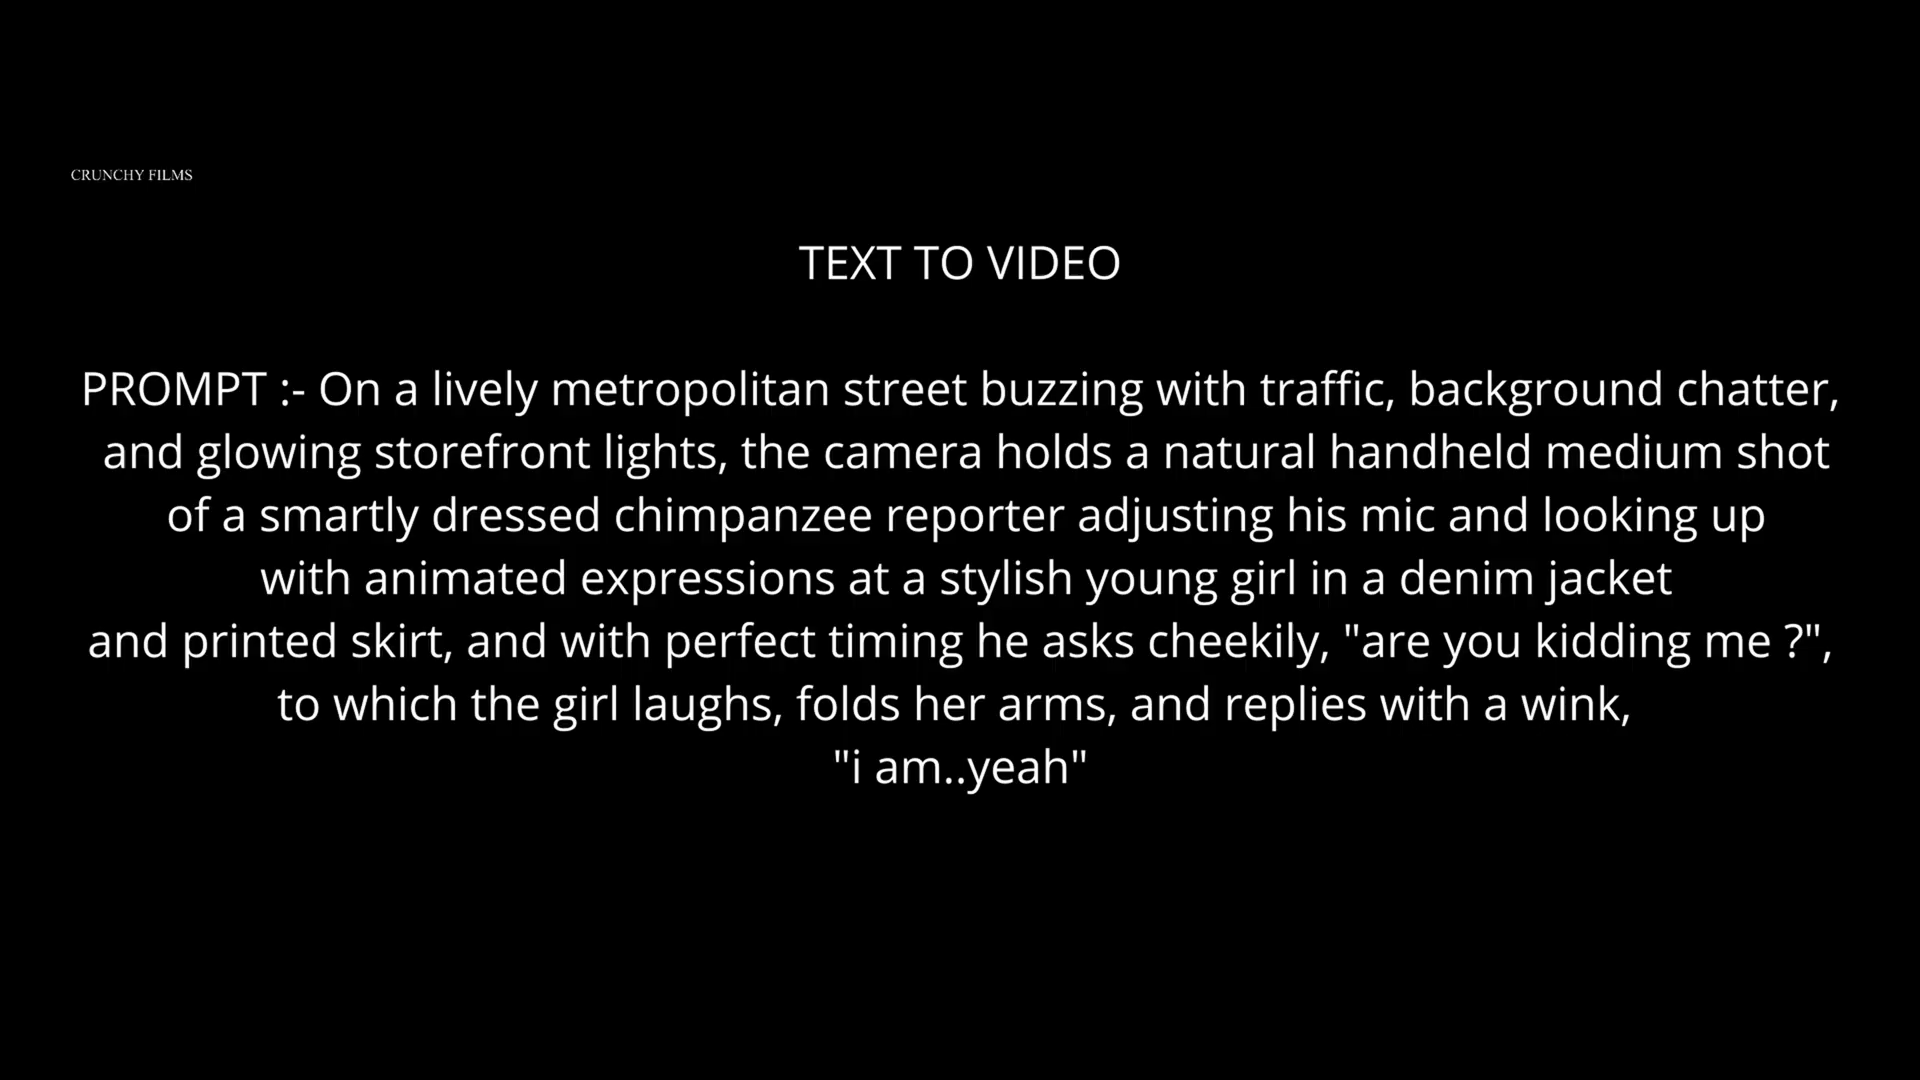 CRUNCHY FILMS
TEXT TO VIDEO
PROMPT :- On a lively metropolitan street buzzing with traffic, background chatter,
and glowing storefront lights, the camera holds a natural handheld medium shot
of a smartly dressed chimpanzee reporter adjusting his mic and looking up
with animated expressions at a stylish young girl in a denim jacket
and printed skirt, and with perfect timing he asks cheekily, "are you kidding me ?",
to which the girl laughs, folds her arms, and replies with a wink,
"i am..yeah"